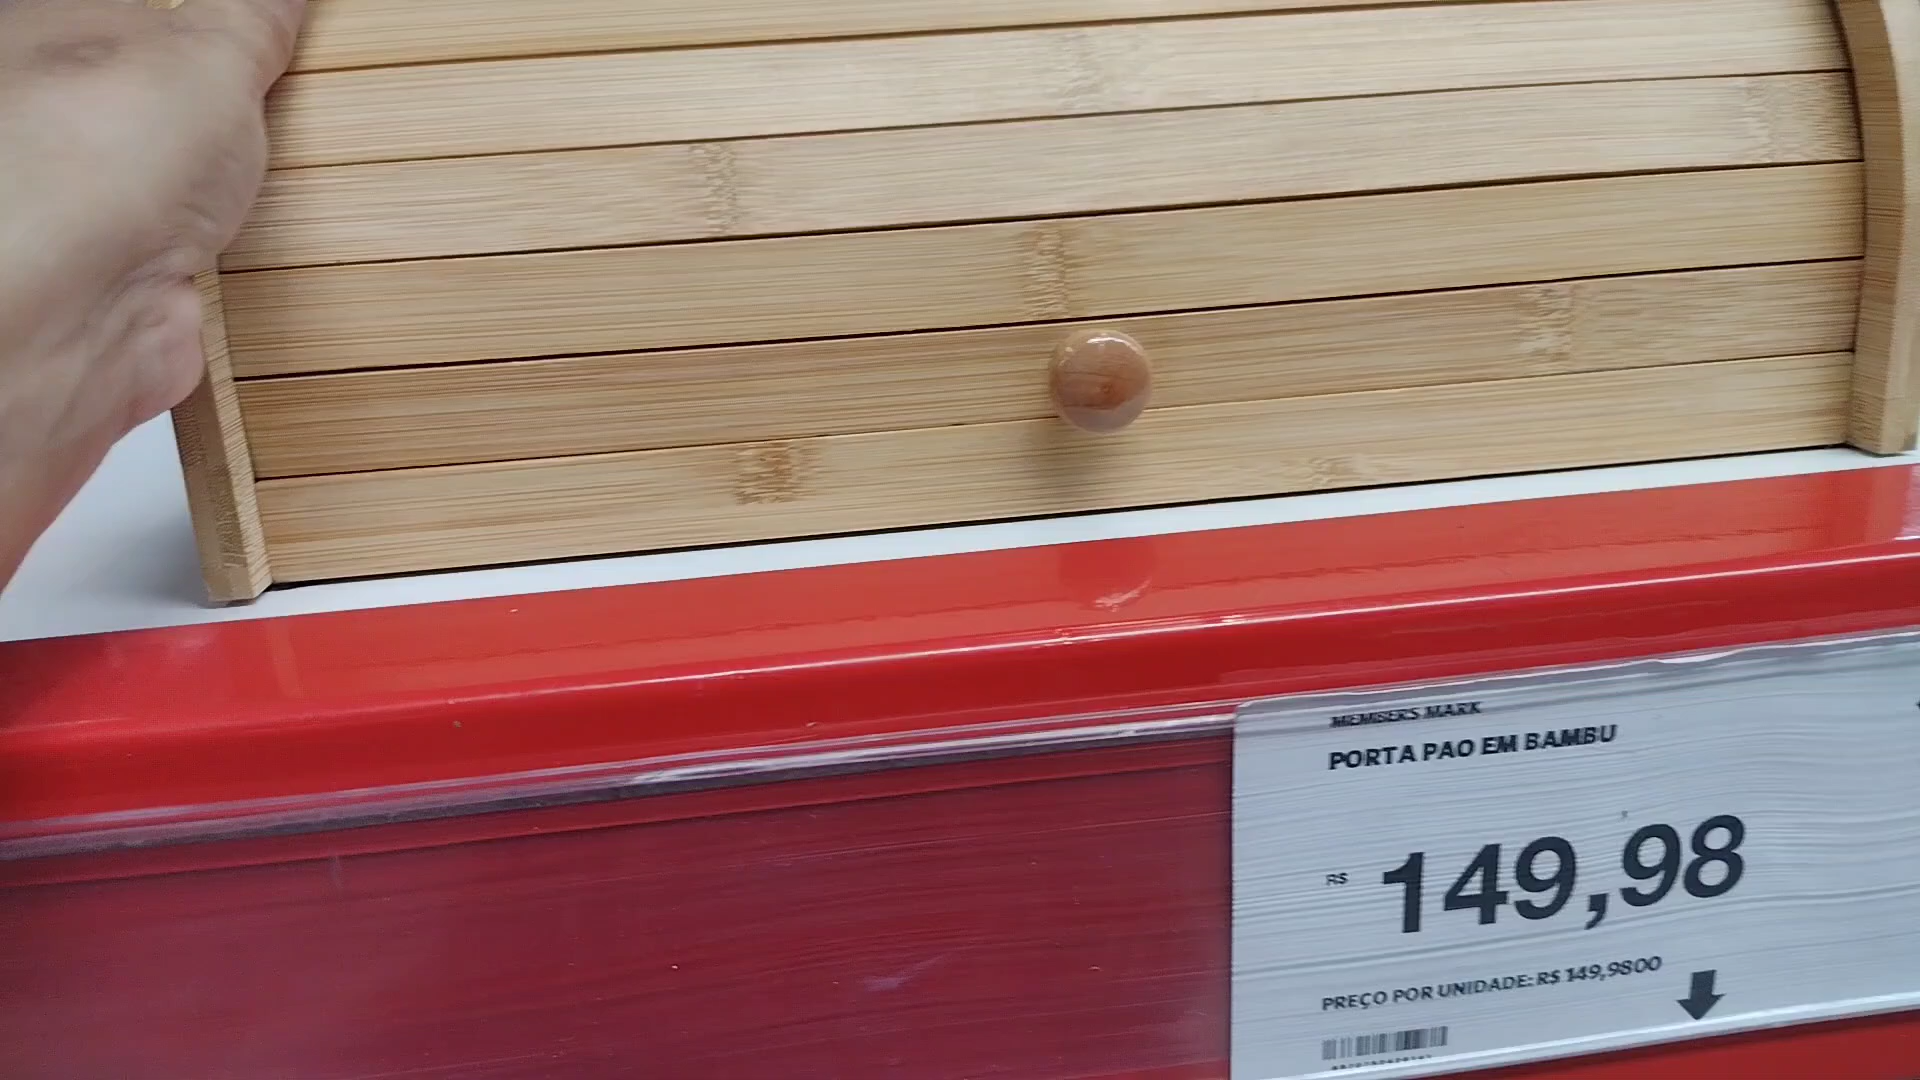 MEMBERS MARK
PORTA PAO EM BAMBU
R$ 149,98
PREÇO POR UNIDADE: R$ 149,9800